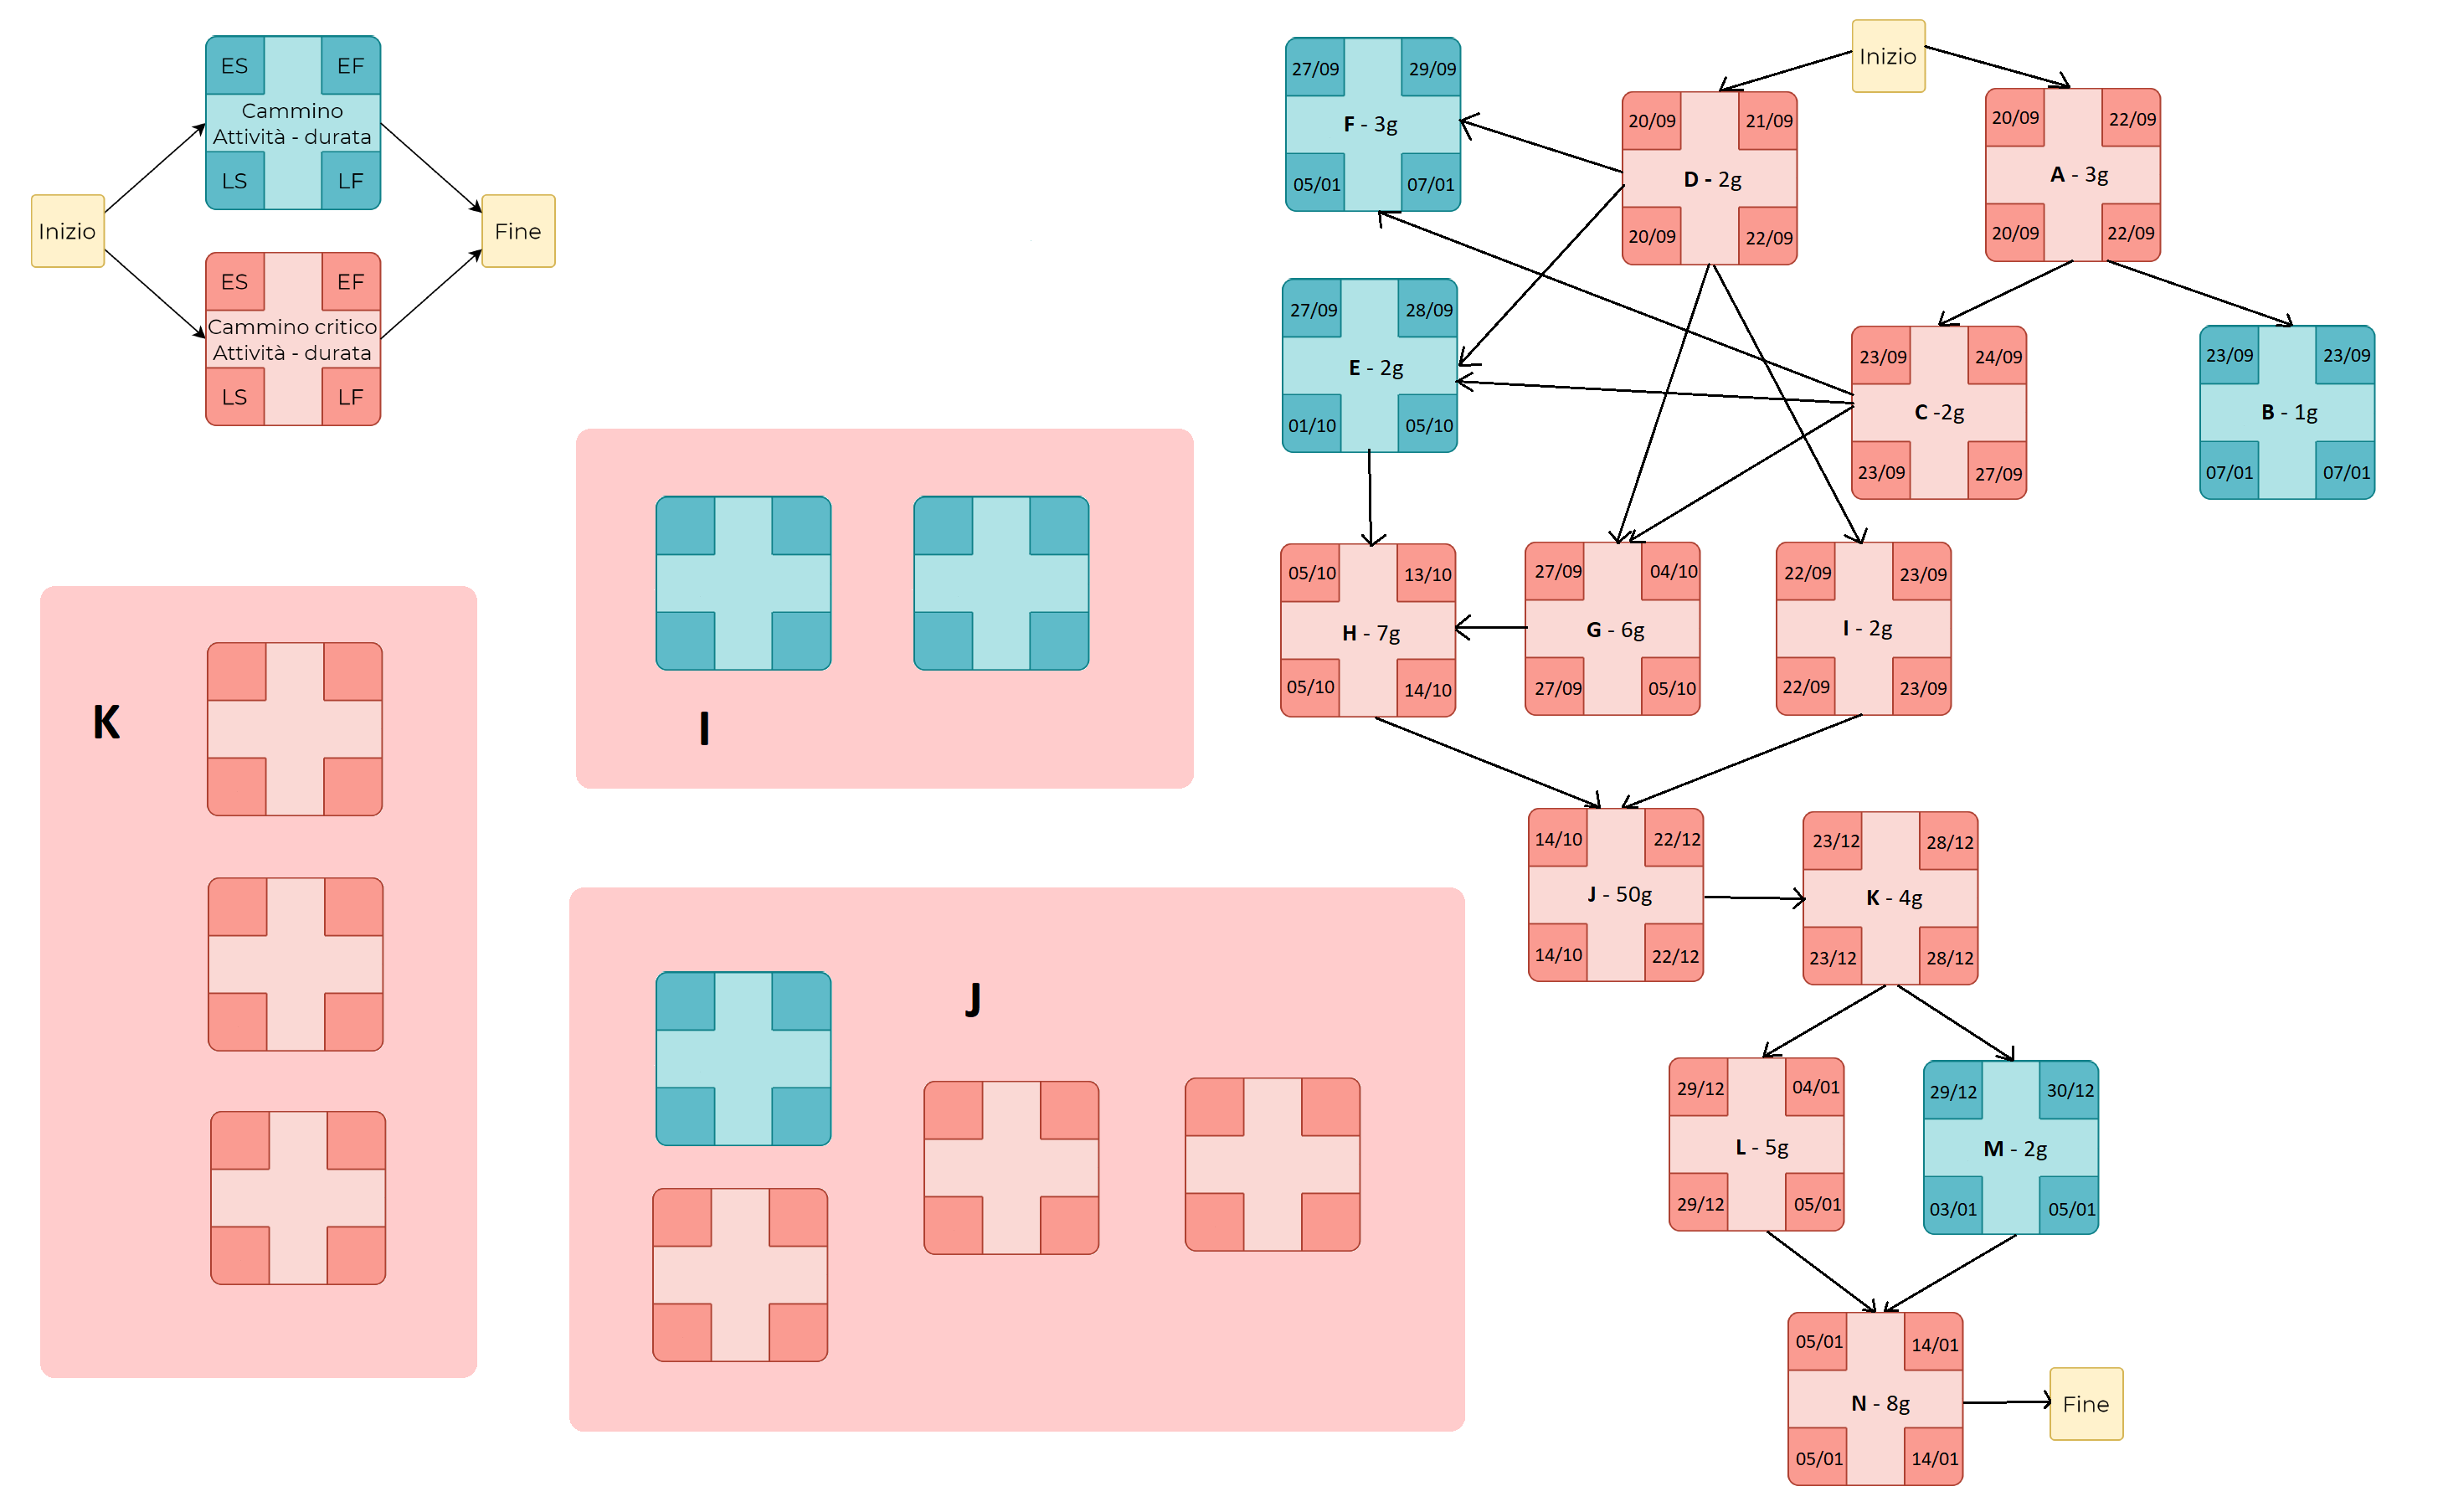 ES EF
Cammino
Attività - durata
LS LF
Inizio
Fine
ES EF
Cammino critico
Attività - durata
LS LF
K
I
J
Inizio
27/09 29/09
F - 3g
05/01 07/01
20/09 21/09
D - 2g
20/09 22/09
20/09 22/09
A - 3g
20/09 22/09
27/09 28/09
E - 2g
01/10 05/10
23/09 24/09
C -2g
23/09 27/09
23/09 23/09
B - 1g
07/01 07/01
05/10 13/10
H - 7g
05/10 14/10
27/09 04/10
G - 6g
27/09 05/10
22/09 23/09
I - 2g
22/09 23/09
14/10 22/12
J - 50g
14/10 22/12
23/12 28/12
K - 4g
23/12 28/12
29/12 04/01
L - 5g
29/12 05/01
29/12 30/12
M - 2g
03/01 05/01
05/01 14/01
N - 8g
05/01 14/01
Fine